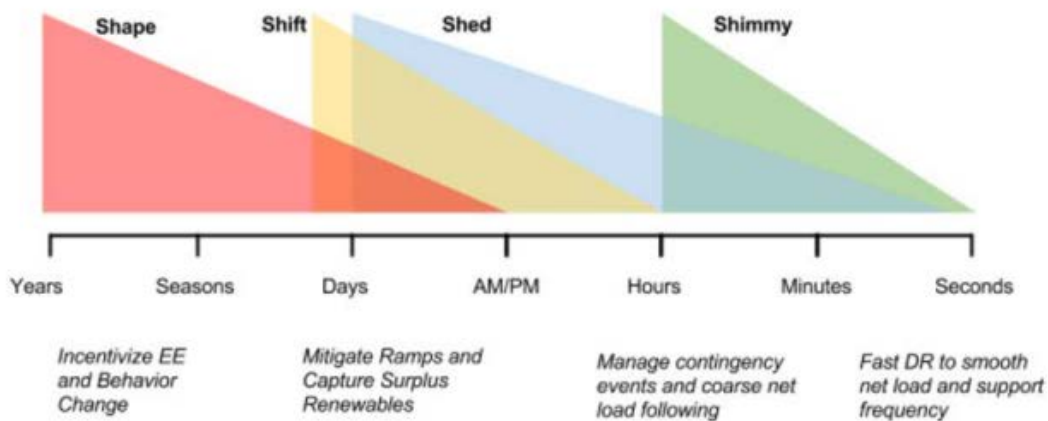 Shape Shift Shed Shimmy
Years Seasons Days AM/PM Hours Minutes Seconds
Incentivize EE
and Behavior
Change
Mitigate Ramps and
Capture Surplus
Renewables
Manage contingency
events and coarse net
load following
Fast DR to smooth
net load and support
frequency